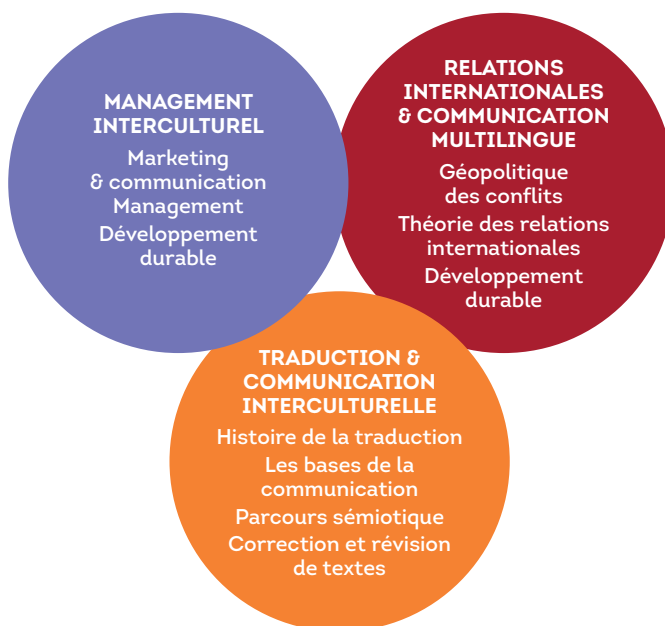 MANAGEMENT
INTERCULTUREL
Marketing
& communication
Management
Développement
durable
RELATIONS
INTERNATIONALES
& COMMUNICATION
MULTILINGUE
Géopolitique
des conflits
Théorie des relations
internationales
Développement
durable
TRADUCTION &
COMMUNICATION
INTERCULTURELLE
Histoire de la traduction
Les bases de la
communication
Parcours sémiotique
Correction et révision
de textes